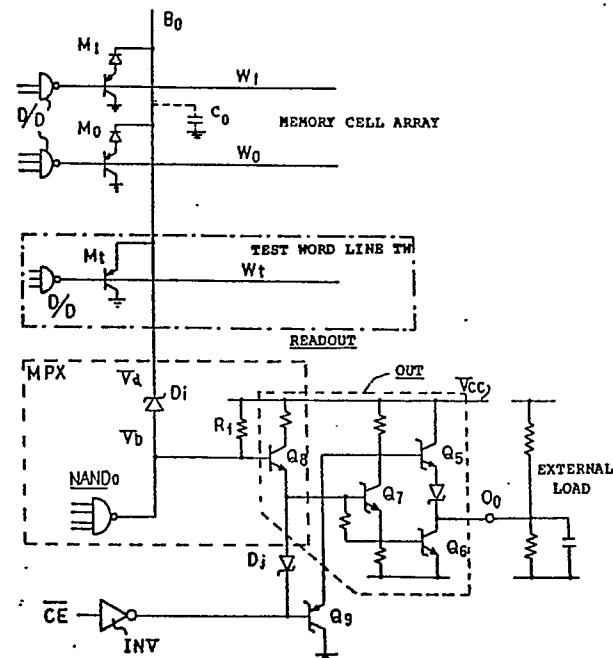 B₀
M₁
W₁
D/D
C₀
MEMORY CELL ARRAY
M₀
W₀
TEST WORD LINE TW
Mt
Wt
D/D
READOUT
MPX
Vd
Di
OUT
VCC
Vb
R₁
Q₈
Q₅
NAND₀
Q₇
O₀
EXTERNAL
LOAD
Q₆
Dj
CE
INV
Q₉